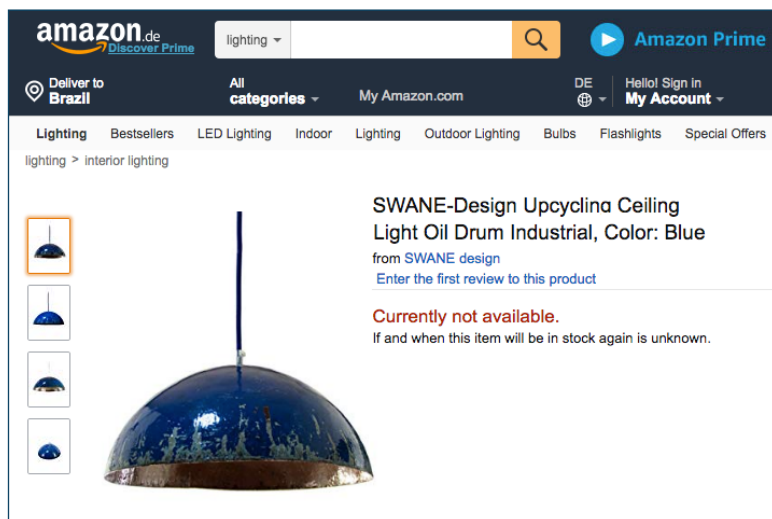 amazon.de
Discover Prime
lighting
Amazon Prime
Deliver to
Brazil
All
categories
My Amazon.com
DE
Hello! Sign in
My Account
Lighting Bestsellers LED Lighting Indoor Lighting Outdoor Lighting Bulbs Flashlights Special Offers
lighting > interior lighting
SWANE-Design Upcycling Ceiling
Light Oil Drum Industrial, Color: Blue
from SWANE design
Enter the first review to this product
Currently not available.
If and when this item will be in stock again is unknown.